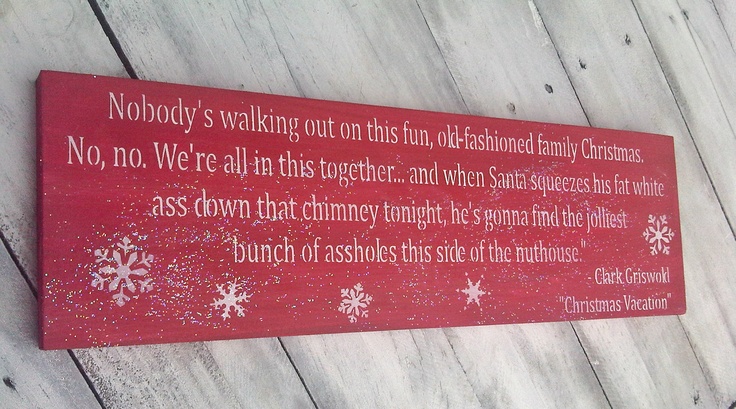 Nobody's walking out on this fun, old-fashioned family Christmas.
No, no. We're all in this together... and when Santa squeezes his fat white
ass down that chimney tonight, he's gonna find the jolliest
bunch of assholes this side of the nuthouse."
Clark Griswold
"Christmas Vacation"